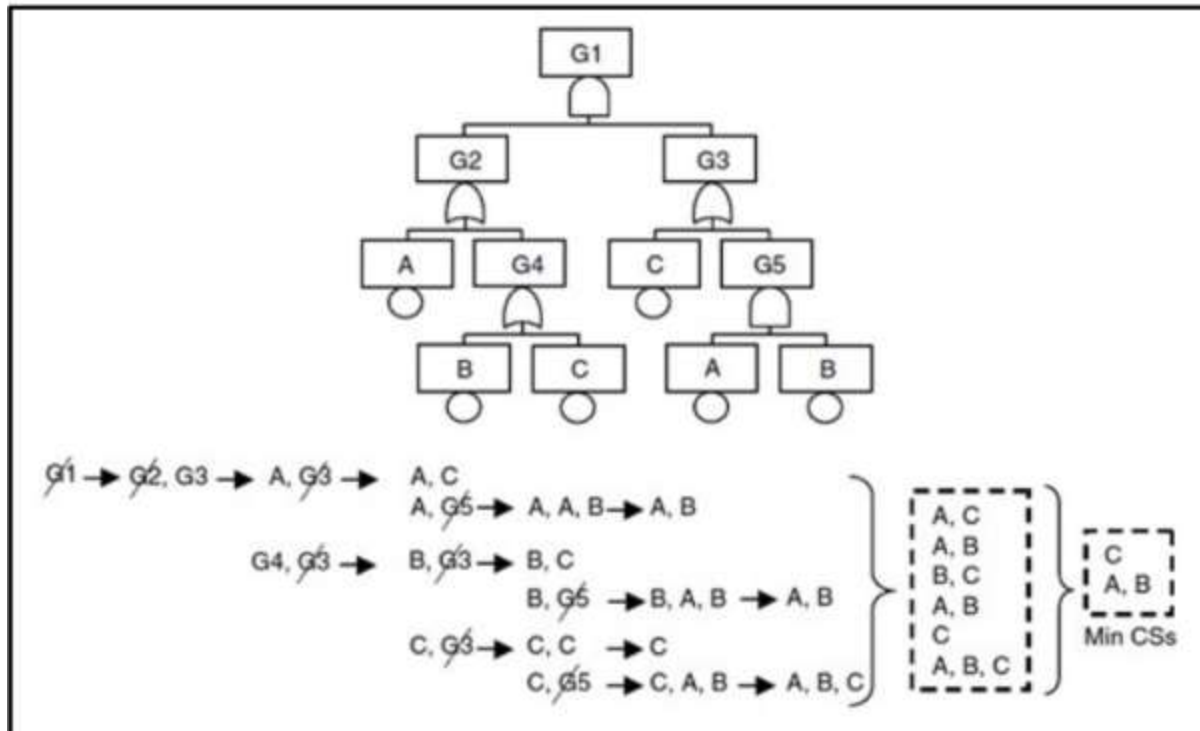 G1
G2 G3
A G4 C G5
B C A B
G1 → G2, G3 → A, G3 → A, C
A, G5 → A, A, B → A, B
G4, G3 → B, G3 → B, C
B, G5 → B, A, B → A, B
C, G3 → C, C → C
C, G5 → C, A, B → A, B, C
A, C
A, B
B, C
A, B
C
A, B, C
C
A, B
Min CSs